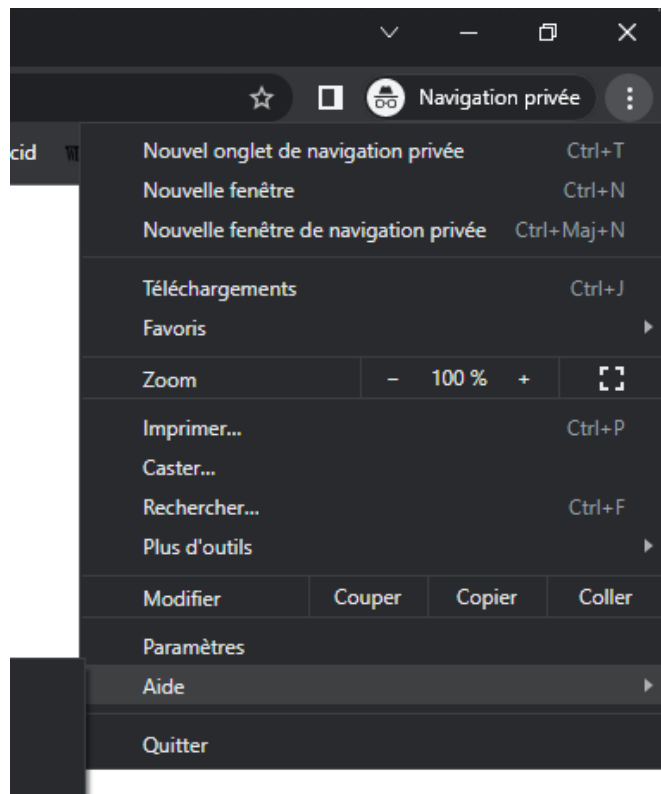 Navigation privée
cid
Nouvel onglet de navigation privée Ctrl+T
Nouvelle fenêtre Ctrl+N
Nouvelle fenêtre de navigation privée Ctrl+Maj+N
Téléchargements Ctrl+J
Favoris
Zoom - 100 % +
Imprimer... Ctrl+P
Caster...
Rechercher... Ctrl+F
Plus d'outils
Modifier Couper Copier Coller
Paramètres
Aide
Quitter